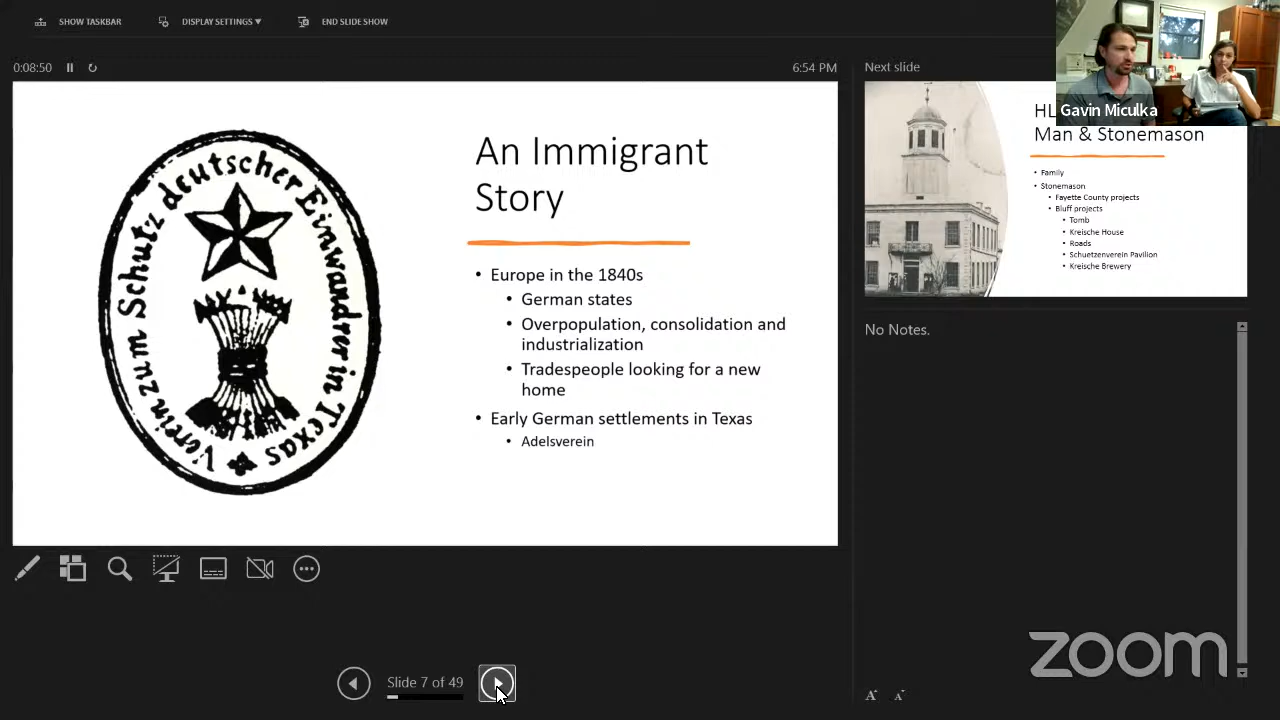 SHOW TASKBAR
DISPLAY SETTINGS ▼
END SLIDE SHOW
0:08:50
6:54 PM
Verein zum Schutz deutscher Einwandrer in Texas
An Immigrant
Story
• Europe in the 1840s
• German states
• Overpopulation, consolidation and
industrialization
• Tradespeople looking for a new
home
• Early German settlements in Texas
• Adelsverein
Next slide
HL
Man & Stonemason
• Family
• Stonemason
• Fayette County projects
• Bluff projects
• Tomb
• Kreische House
• Roads
• Schuetzenverein Pavilion
• Kreische Brewery
Gavin Miculka
No Notes.
Slide 7 of 49
A A
zoom